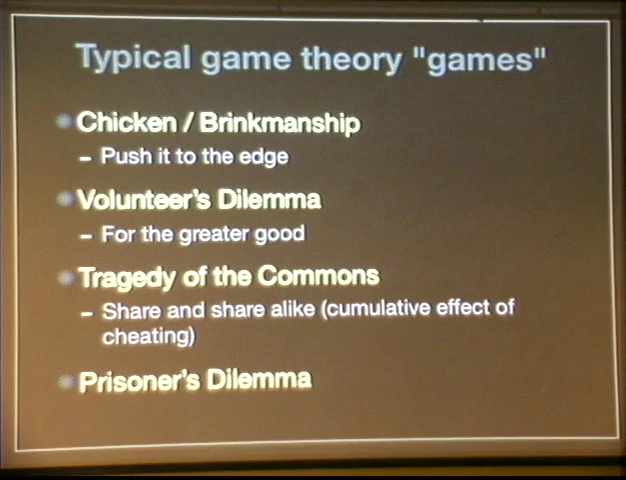 Typical game theory "games"
Chicken / Brinkmanship
– Push it to the edge
Volunteer's Dilemma
– For the greater good
Tragedy of the Commons
– Share and share alike (cumulative effect of
cheating)
Prisoner's Dilemma